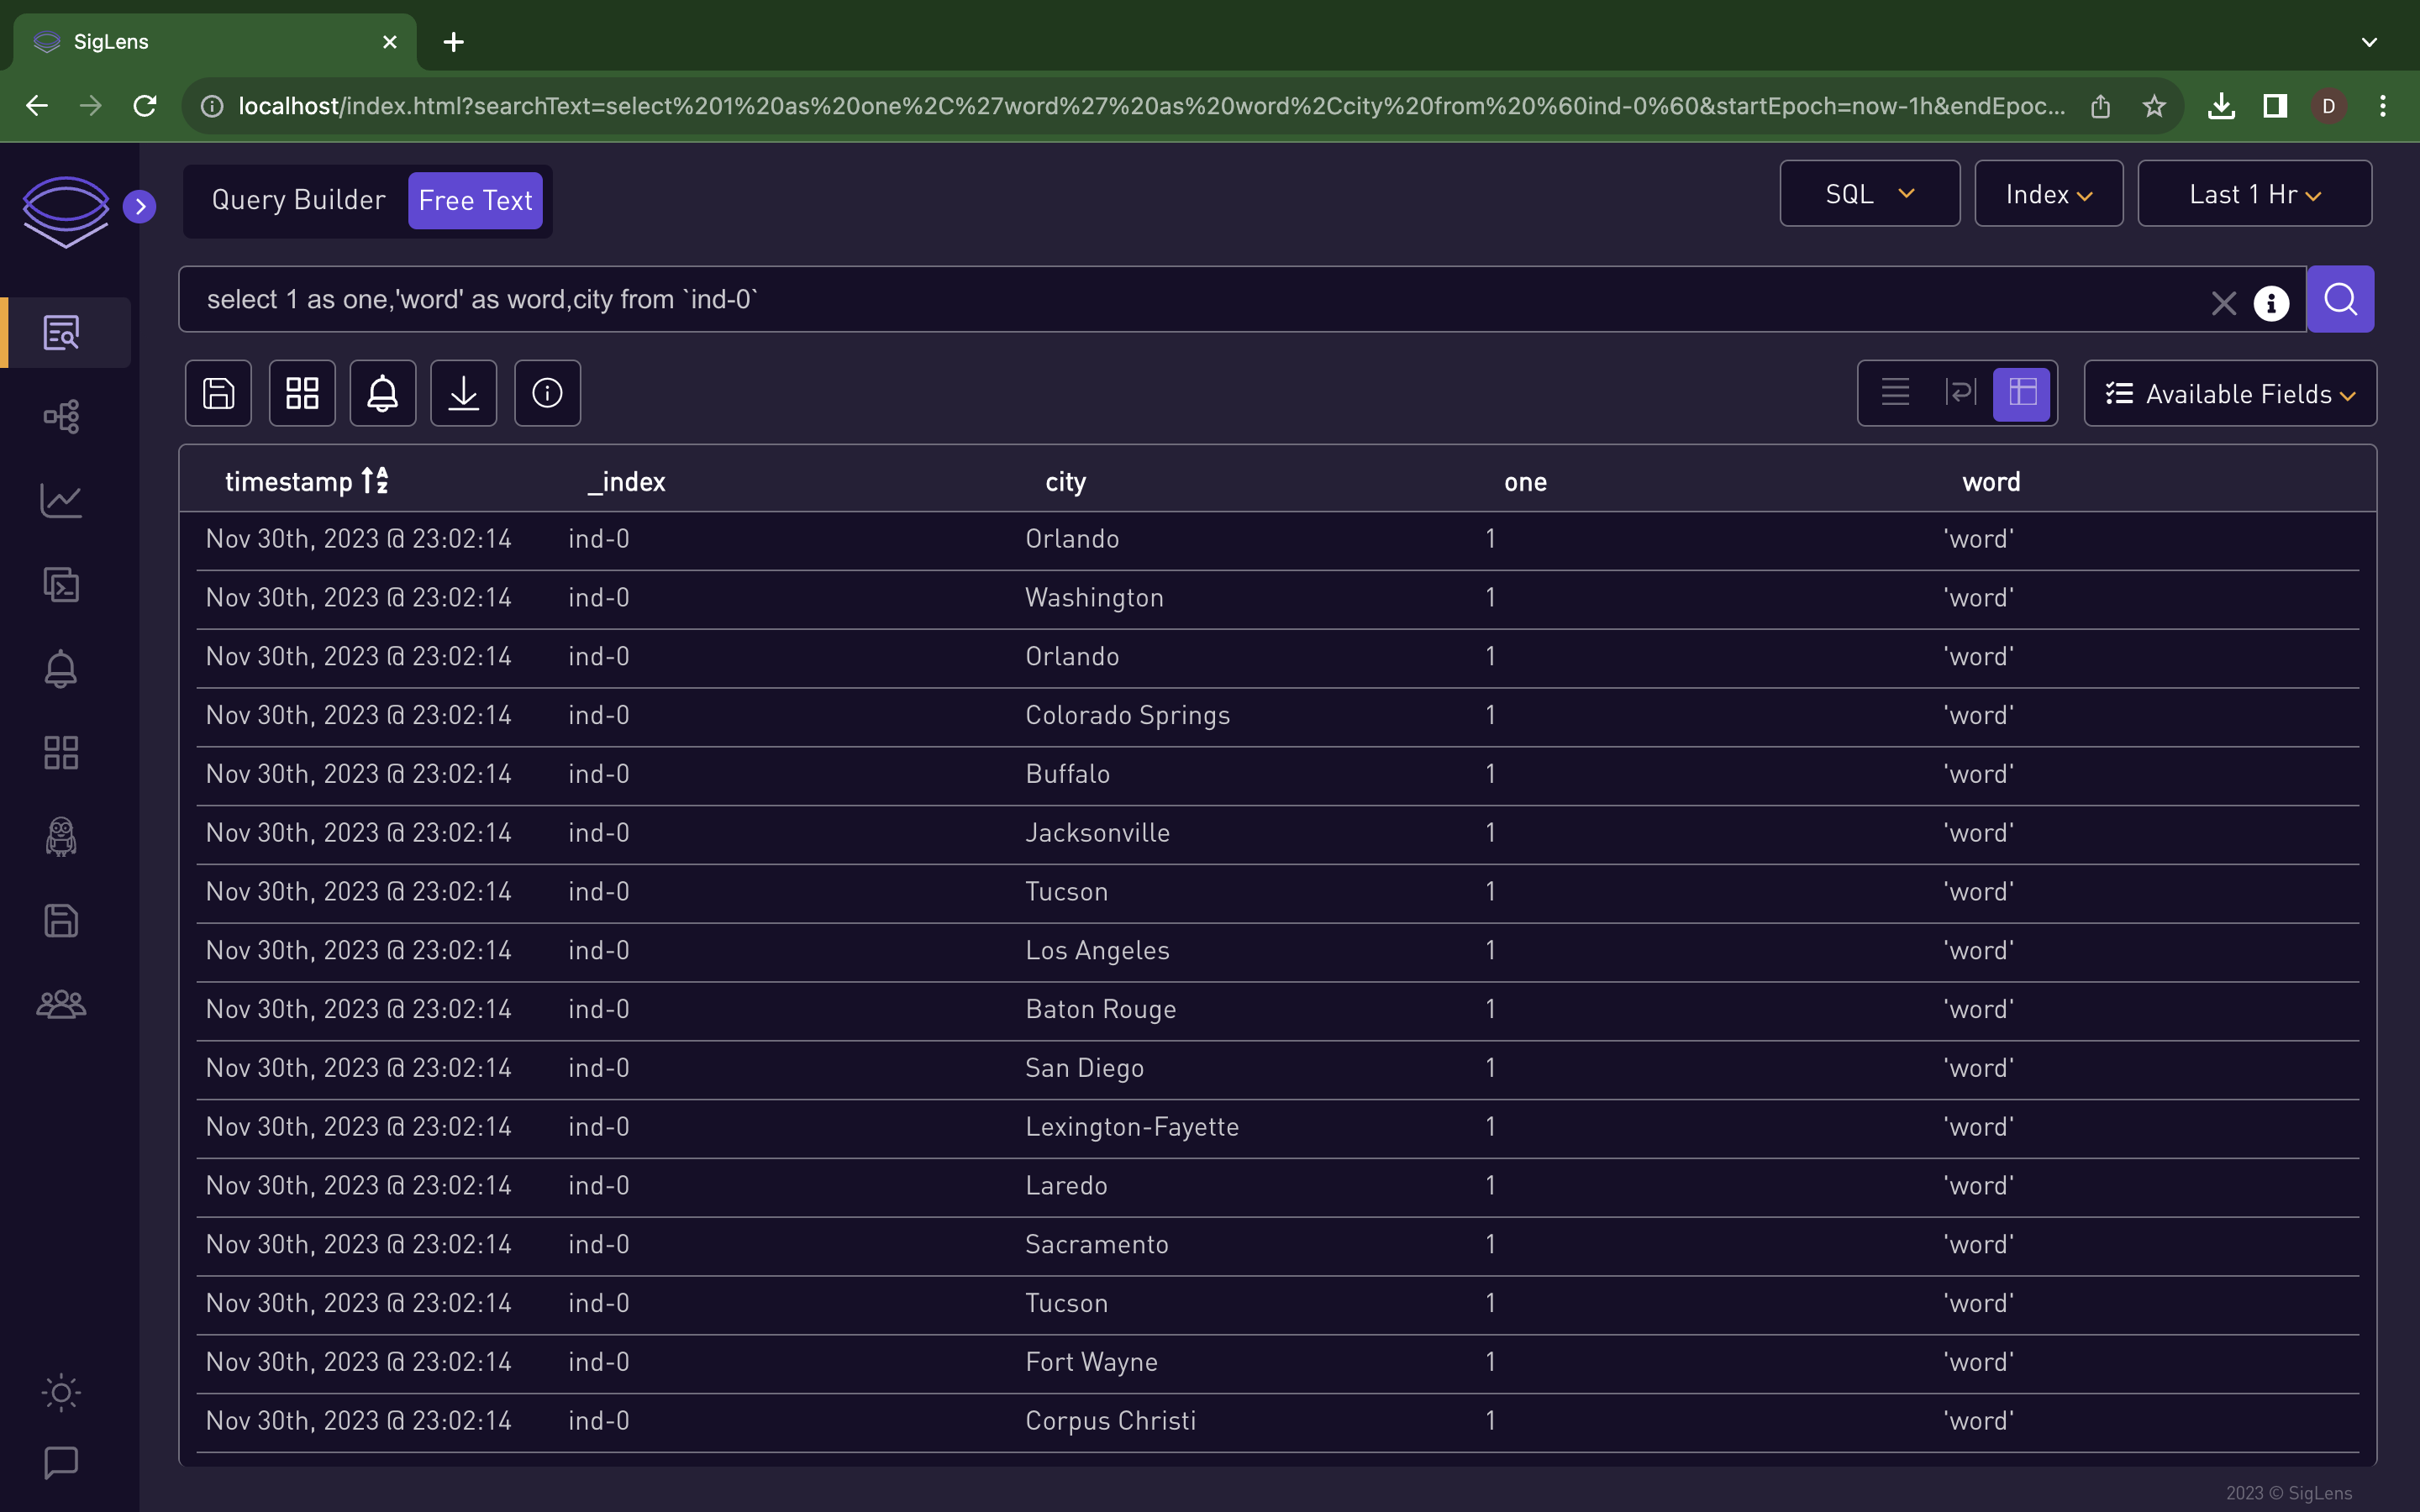 SigLens
localhost/index.html?searchText=select%201%20as%20one%2C%27word%27%20as%20word%2Ccity%20from%20%60ind-0%60&startEpoch=now-1h&endEpoc...
D
Query Builder
Free Text
SQL
Index
Last 1 Hr
select 1 as one,'word' as word,city from `ind-0`
Available Fields
timestamp _index city one word
Nov 30th, 2023 @ 23:02:14 ind-0 Orlando 1 'word'
Nov 30th, 2023 @ 23:02:14 ind-0 Washington 1 'word'
Nov 30th, 2023 @ 23:02:14 ind-0 Orlando 1 'word'
Nov 30th, 2023 @ 23:02:14 ind-0 Colorado Springs 1 'word'
Nov 30th, 2023 @ 23:02:14 ind-0 Buffalo 1 'word'
Nov 30th, 2023 @ 23:02:14 ind-0 Jacksonville 1 'word'
Nov 30th, 2023 @ 23:02:14 ind-0 Tucson 1 'word'
Nov 30th, 2023 @ 23:02:14 ind-0 Los Angeles 1 'word'
Nov 30th, 2023 @ 23:02:14 ind-0 Baton Rouge 1 'word'
Nov 30th, 2023 @ 23:02:14 ind-0 San Diego 1 'word'
Nov 30th, 2023 @ 23:02:14 ind-0 Lexington-Fayette 1 'word'
Nov 30th, 2023 @ 23:02:14 ind-0 Laredo 1 'word'
Nov 30th, 2023 @ 23:02:14 ind-0 Sacramento 1 'word'
Nov 30th, 2023 @ 23:02:14 ind-0 Tucson 1 'word'
Nov 30th, 2023 @ 23:02:14 ind-0 Fort Wayne 1 'word'
Nov 30th, 2023 @ 23:02:14 ind-0 Corpus Christi 1 'word'
2023 © SigLens